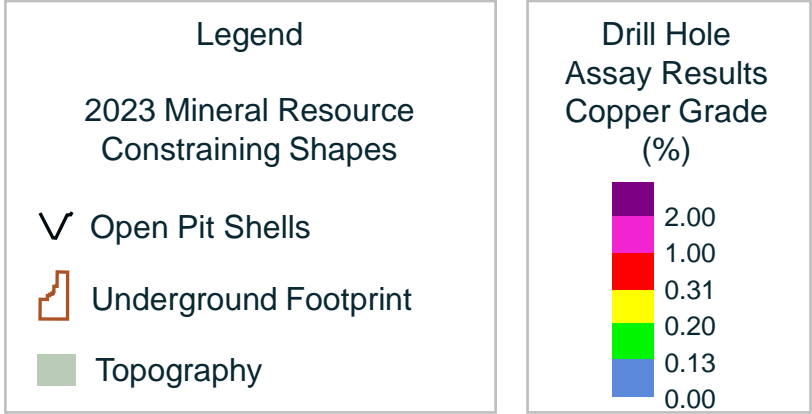 Legend
2023 Mineral Resource
Constraining Shapes
Open Pit Shells
Underground Footprint
Topography
Drill Hole
Assay Results
Copper Grade
(%)
2.00
1.00
0.31
0.20
0.13
0.00